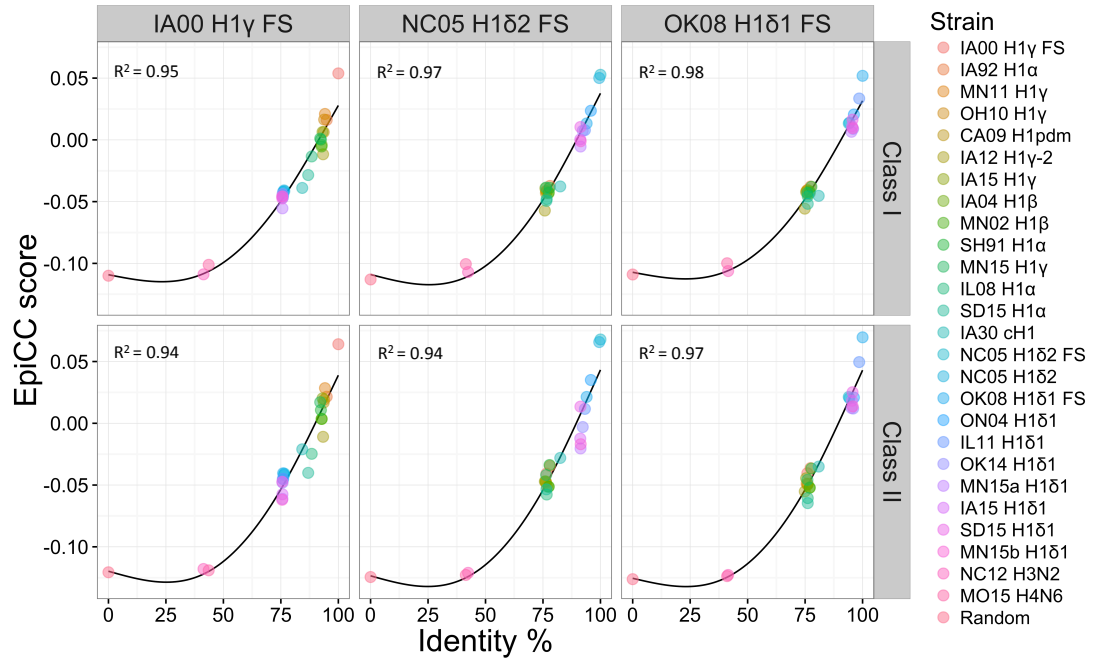 IA00 H1γ FS
NC05 H1δ2 FS
OK08 H1δ1 FS
R² = 0.95
R² = 0.97
R² = 0.98
0.05
0.00
-0.05
-0.10
Class I
R² = 0.94
R² = 0.94
R² = 0.97
0.05
0.00
-0.05
-0.10
Class II
EpiCC score
0 25 50 75 100
0 25 50 75 100
0 25 50 75 100
Identity %
Strain
IA00 H1γ FS
IA92 H1α
MN11 H1γ
OH10 H1γ
CA09 H1pdm
IA12 H1γ-2
IA15 H1γ
IA04 H1β
MN02 H1β
SH91 H1α
MN15 H1γ
IL08 H1α
SD15 H1α
IA30 cH1
NC05 H1δ2 FS
NC05 H1δ2
OK08 H1δ1 FS
ON04 H1δ1
IL11 H1δ1
OK14 H1δ1
MN15a H1δ1
IA15 H1δ1
SD15 H1δ1
MN15b H1δ1
NC12 H3N2
MO15 H4N6
Random